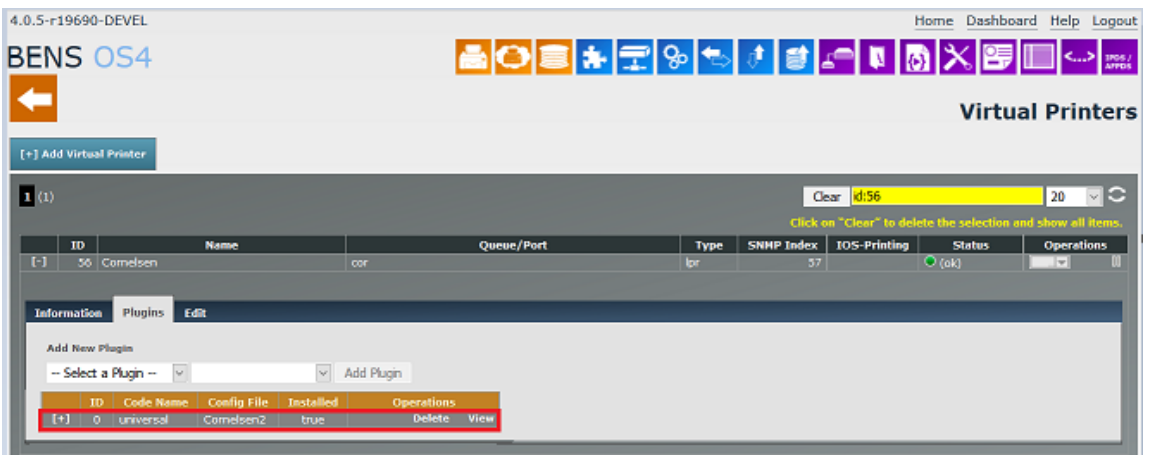 4.0.5-r19690-DEVEL
Home Dashboard Help Logout
BENS OS4
IPDS / AFPDS
Virtual Printers
[+] Add Virtual Printer
1 (1)
Clear id:56 20
Click on "Clear" to delete the selection and show all items.
ID Name Queue/Port Type SNMP Index IOS-Printing Status Operations
[-] 56 Cornelsen cor lpr 57 (ok)
Information Plugins Edit
Add New Plugin
-- Select a Plugin -- Add Plugin
ID Code Name Config File Installed Operations
[+] 0 universal Cornelsen2 true Delete View